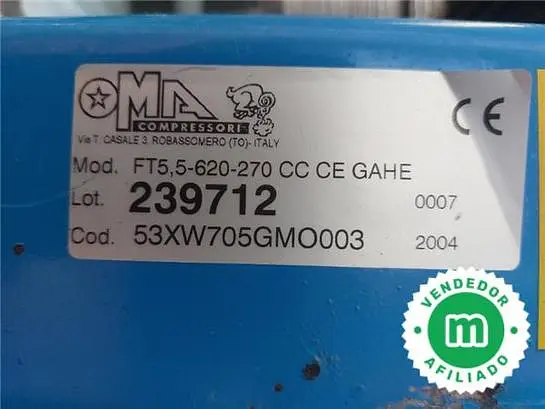 OMA
COMPRESSORI
Via T. CASALE 3, ROBASSOMERO (TO)- ITALY
CE
Mod. FT5,5-620-270 CC CE GAHE
Lot. 239712 0007
Cod. 53XW705GMO003 2004
VENDEDOR
m
AFILIADO